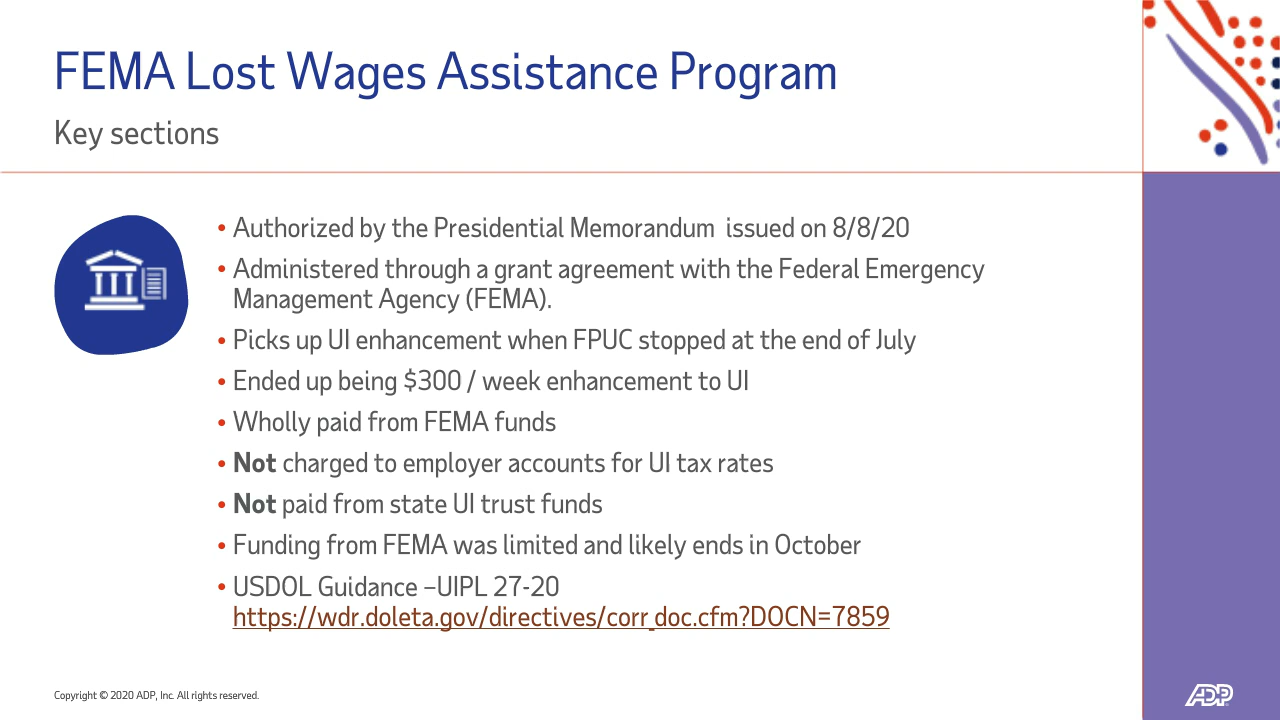 FEMA Lost Wages Assistance Program
Key sections
• Authorized by the Presidential Memorandum  issued on 8/8/20
• Administered through a grant agreement with the Federal Emergency
Management Agency (FEMA).
• Picks up UI enhancement when FPUC stopped at the end of July
• Ended up being $300 / week enhancement to UI
• Wholly paid from FEMA funds
• Not charged to employer accounts for UI tax rates
• Not paid from state UI trust funds
• Funding from FEMA was limited and likely ends in October
• USDOL Guidance –UIPL 27-20
https://wdr.doleta.gov/directives/corr_doc.cfm?DOCN=7859
Copyright © 2020 ADP, Inc. All rights reserved.
ADP